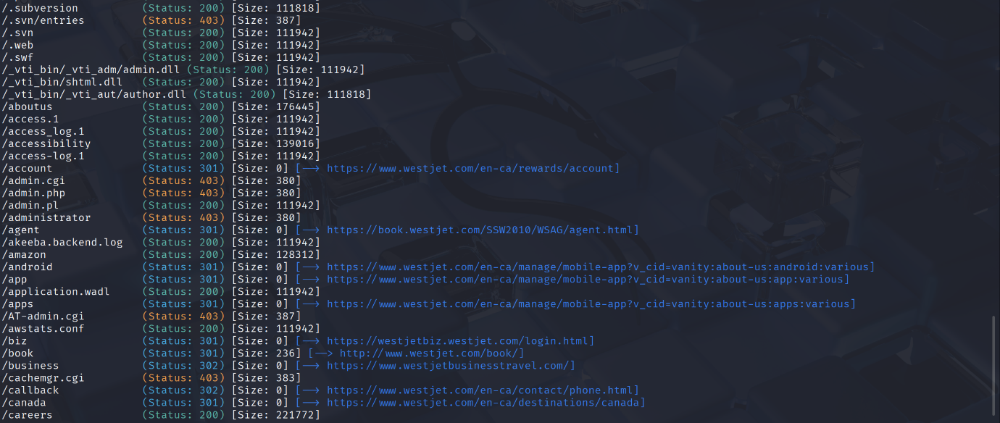 /.subversion (Status: 200) [Size: 111818]
/.svn/entries (Status: 403) [Size: 387]
/.svn (Status: 200) [Size: 111942]
/.web (Status: 200) [Size: 111942]
/.swf (Status: 200) [Size: 111942]
/_vti_bin/_vti_adm/admin.dll (Status: 200) [Size: 111942]
/_vti_bin/shtml.dll (Status: 200) [Size: 111942]
/_vti_bin/_vti_aut/author.dll (Status: 200) [Size: 111818]
/aboutus (Status: 200) [Size: 176445]
/access.1 (Status: 200) [Size: 111942]
/access_log.1 (Status: 200) [Size: 111942]
/accessibility (Status: 200) [Size: 139016]
/access-log.1 (Status: 200) [Size: 111942]
/account (Status: 301) [Size: 0] [--> https://www.westjet.com/en-ca/rewards/account]
/admin.cgi (Status: 403) [Size: 380]
/admin.php (Status: 403) [Size: 380]
/admin.pl (Status: 200) [Size: 111942]
/administrator (Status: 403) [Size: 380]
/agent (Status: 301) [Size: 0] [--> https://book.westjet.com/SSW2010/WSAG/agent.html]
/akeeba.backend.log (Status: 200) [Size: 111942]
/amazon (Status: 200) [Size: 128312]
/android (Status: 301) [Size: 0] [--> https://www.westjet.com/en-ca/manage/mobile-app?v_cid=vanity:about-us:android:various]
/app (Status: 301) [Size: 0] [--> https://www.westjet.com/en-ca/manage/mobile-app?v_cid=vanity:about-us:app:various]
/application.wadl (Status: 200) [Size: 111942]
/apps (Status: 301) [Size: 0] [--> https://www.westjet.com/en-ca/manage/mobile-app?v_cid=vanity:about-us:apps:various]
/AT-admin.cgi (Status: 403) [Size: 387]
/awstats.conf (Status: 200) [Size: 111942]
/biz (Status: 301) [Size: 0] [--> https://westjetbiz.westjet.com/login.html]
/book (Status: 301) [Size: 236] [--> http://www.westjet.com/book/]
/business (Status: 302) [Size: 0] [--> https://www.westjetbusinesstravel.com/]
/cachemgr.cgi (Status: 403) [Size: 383]
/callback (Status: 302) [Size: 0] [--> https://www.westjet.com/en-ca/contact/phone.html]
/canada (Status: 301) [Size: 0] [--> https://www.westjet.com/en-ca/destinations/canada]
/careers (Status: 200) [Size: 221772]